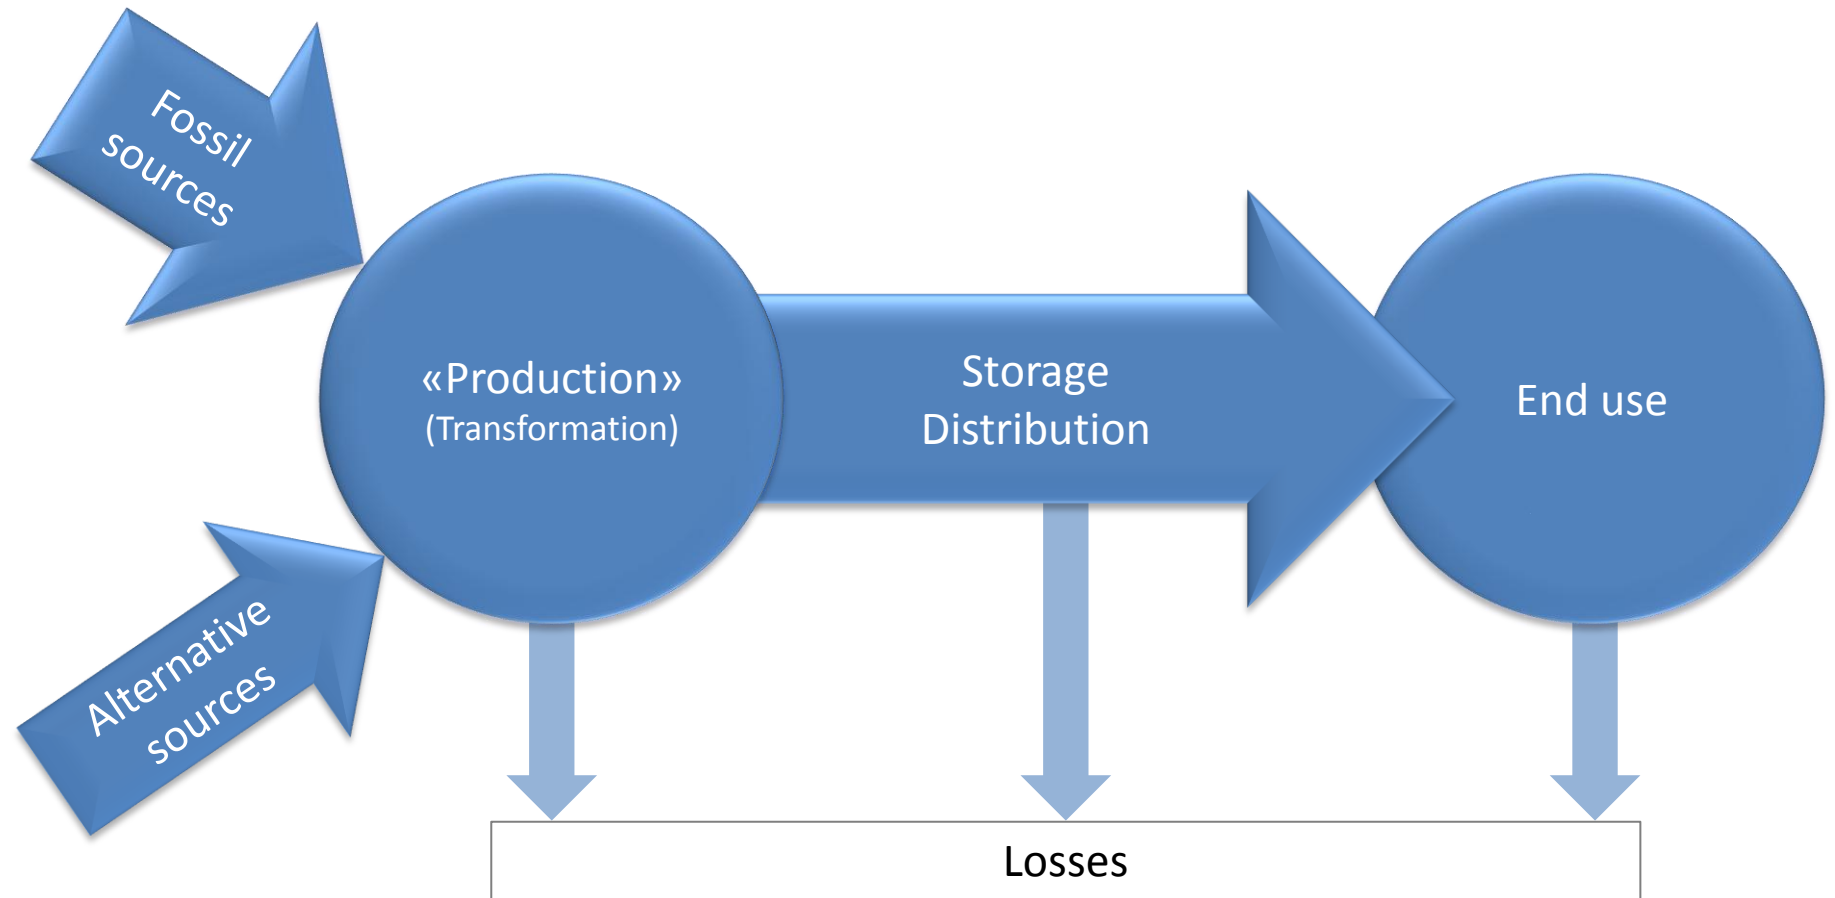 Fossil
sources
«Production»
(Transformation)
Storage
Distribution
End use
Alternative
sources
Losses